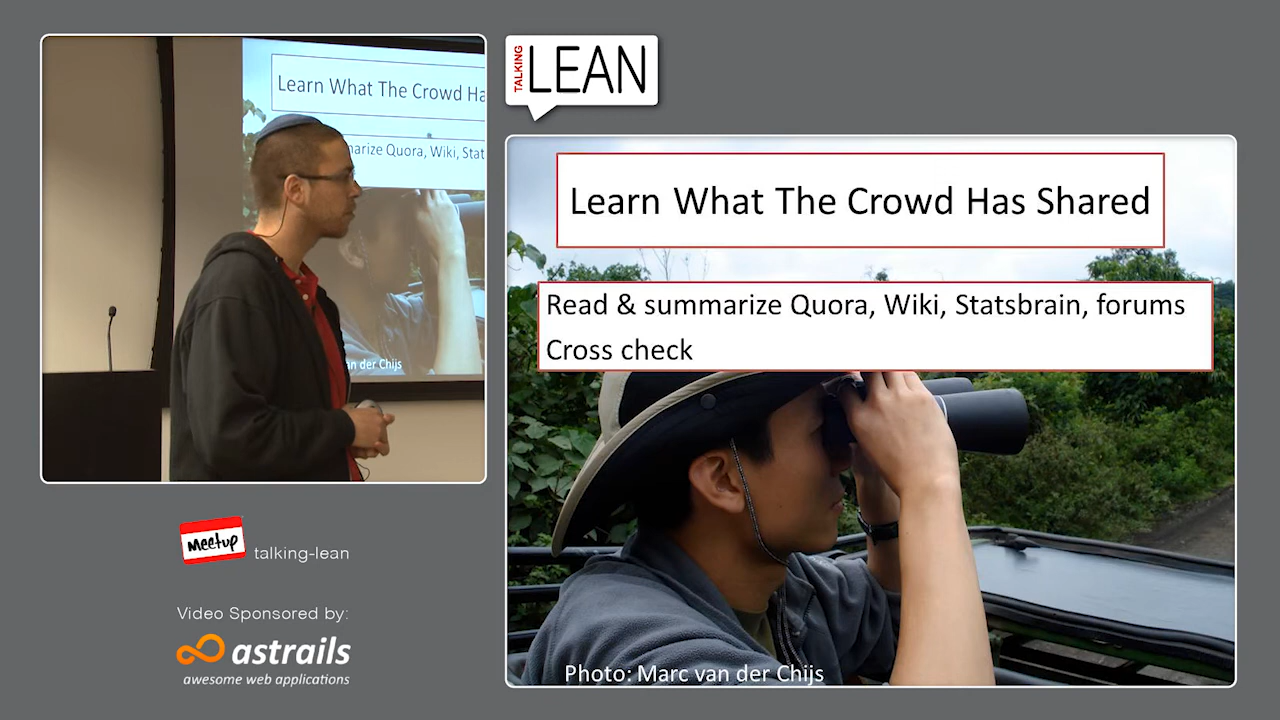 Learn What The Crowd Ha
narize Quora, Wiki, Stat
an der Chijs
TALKING
LEAN
Learn What The Crowd Has Shared
Read & summarize Quora, Wiki, Statsbrain, forums
Cross check
Photo: Marc van der Chijs
meetup
talking-lean
Video Sponsored by:
astrails
awesome web applications